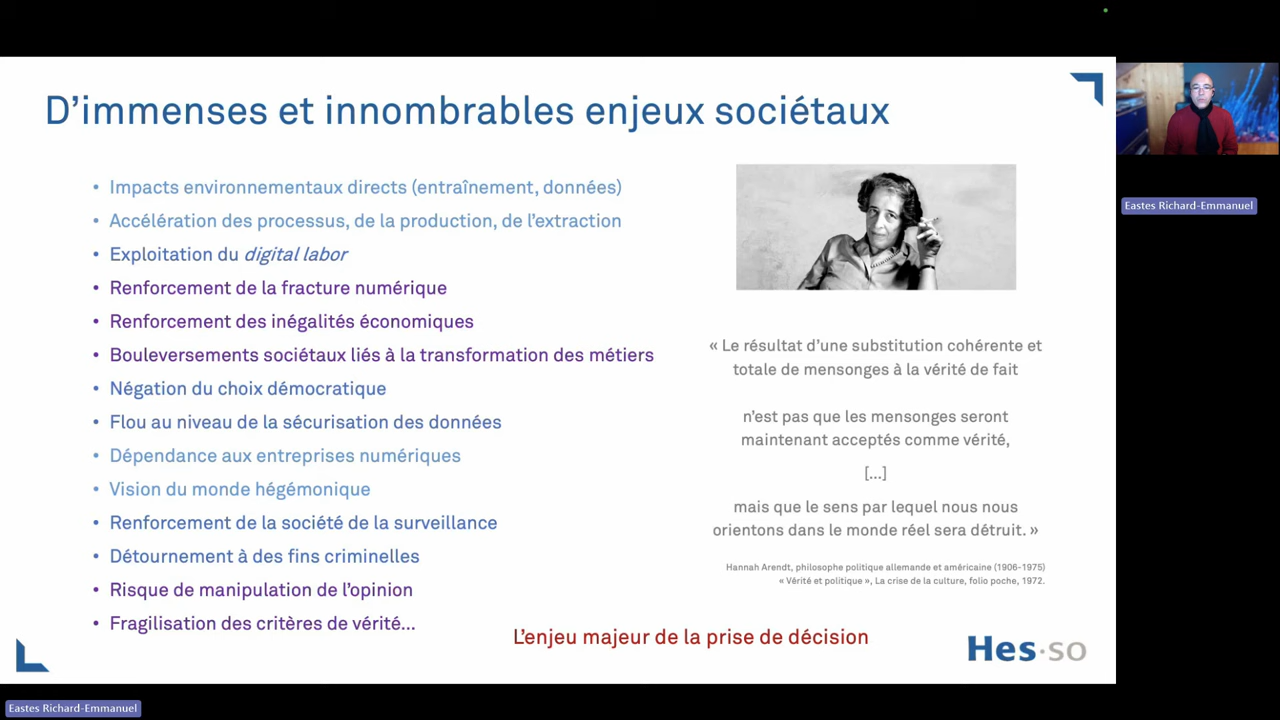 D'immenses et innombrables enjeux sociétaux
• Impacts environnementaux directs (entraînement, données)
• Accélération des processus, de la production, de l'extraction
• Exploitation du digital labor
• Renforcement de la fracture numérique
• Renforcement des inégalités économiques
• Bouleversements sociétaux liés à la transformation des métiers
• Négation du choix démocratique
• Flou au niveau de la sécurisation des données
• Dépendance aux entreprises numériques
• Vision du monde hégémonique
• Renforcement de la société de la surveillance
• Détournement à des fins criminelles
• Risque de manipulation de l'opinion
• Fragilisation des critères de vérité...
« Le résultat d'une substitution cohérente et
totale de mensonges à la vérité de fait
n'est pas que les mensonges seront
maintenant acceptés comme vérité,
[...]
mais que le sens par lequel nous nous
orientons dans le monde réel sera détruit. »
Hannah Arendt, philosophe politique allemande et américaine (1906-1975)
« Vérité et politique », La crise de la culture, folio poche, 1972.
L'enjeu majeur de la prise de décision
Hes·so
Eastes Richard-Emmanuel
Eastes Richard-Emmanuel